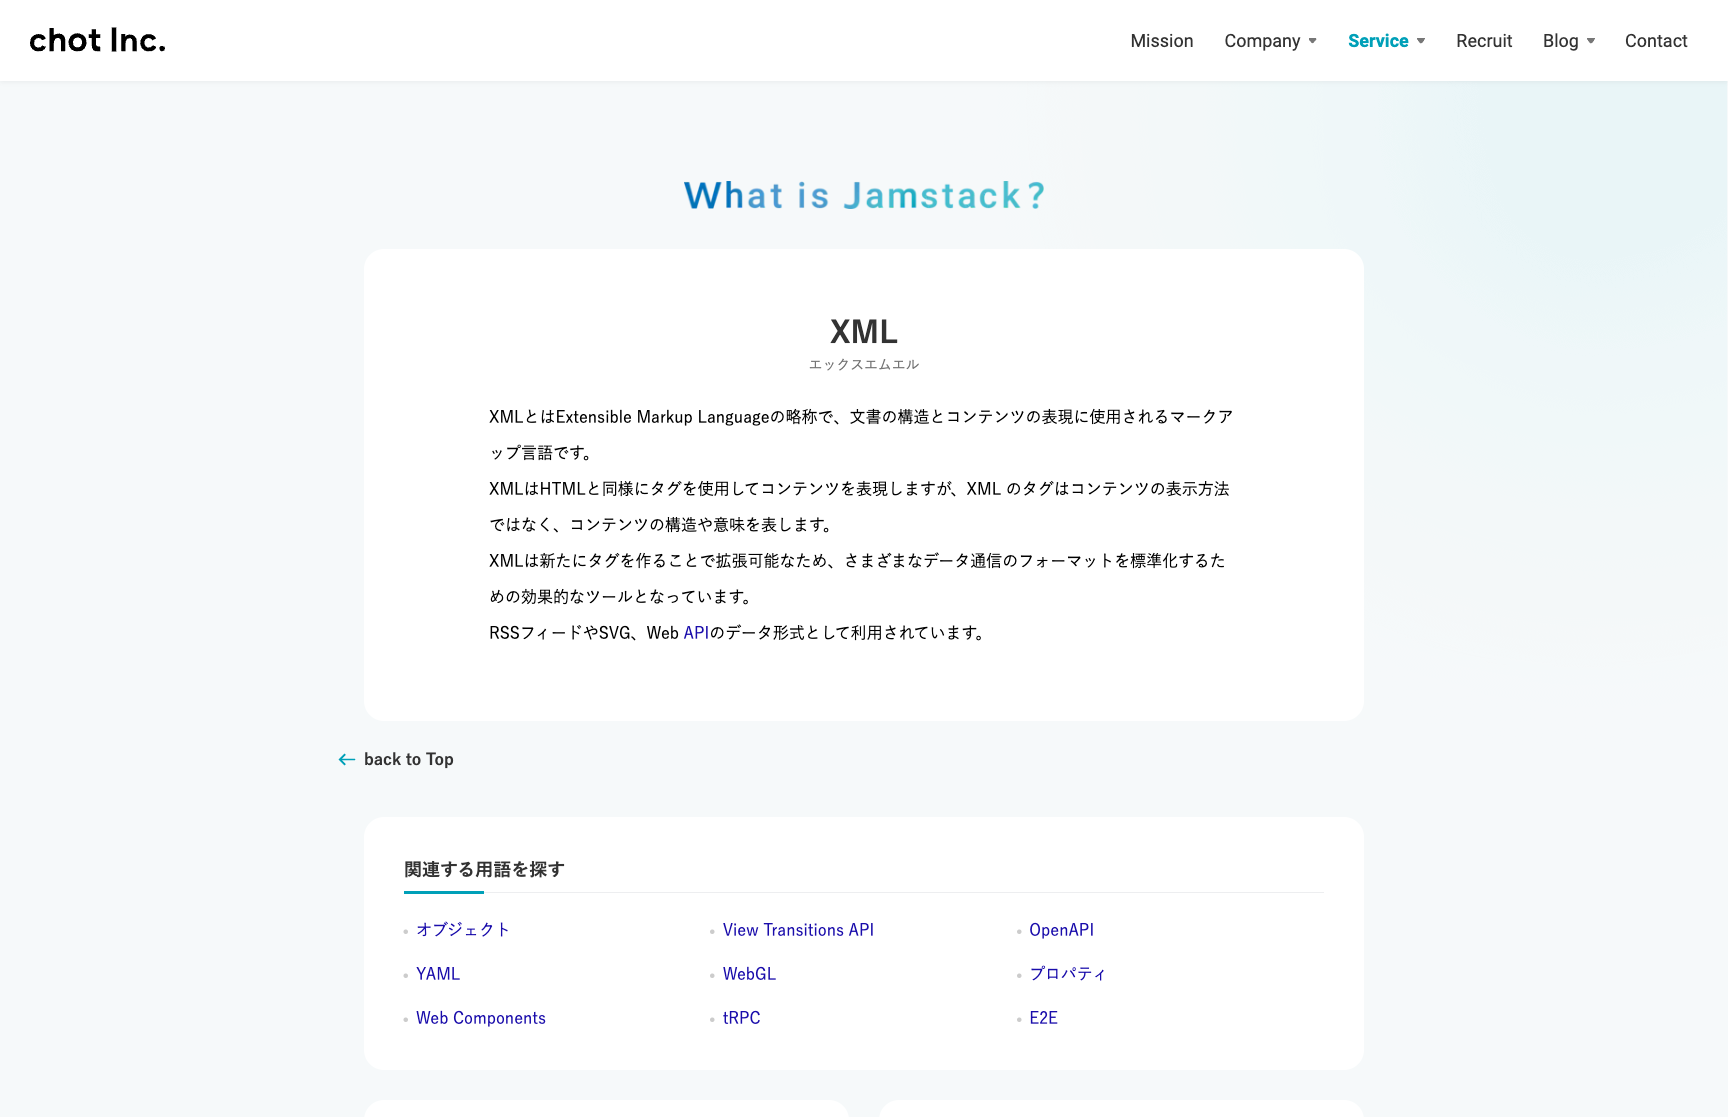 chot Inc.
Mission
Company
Service
Recruit
Blog
Contact
What is Jamstack?
XML
エックスエムエル
XMLとはExtensible Markup Languageの略称で、文書の構造とコンテンツの表現に使用されるマークア
ップ言語です。
XMLはHTMLと同様にタグを使用してコンテンツを表現しますが、XML のタグはコンテンツの表示方法
ではなく、コンテンツの構造や意味を表します。
XMLは新たにタグを作ることで拡張可能なため、さまざまなデータ通信のフォーマットを標準化するた
めの効果的なツールとなっています。
RSSフィードやSVG、Web APIのデータ形式として利用されています。
back to Top
関連する用語を探す
オブジェクト
View Transitions API
OpenAPI
YAML
WebGL
プロパティ
Web Components
tRPC
E2E